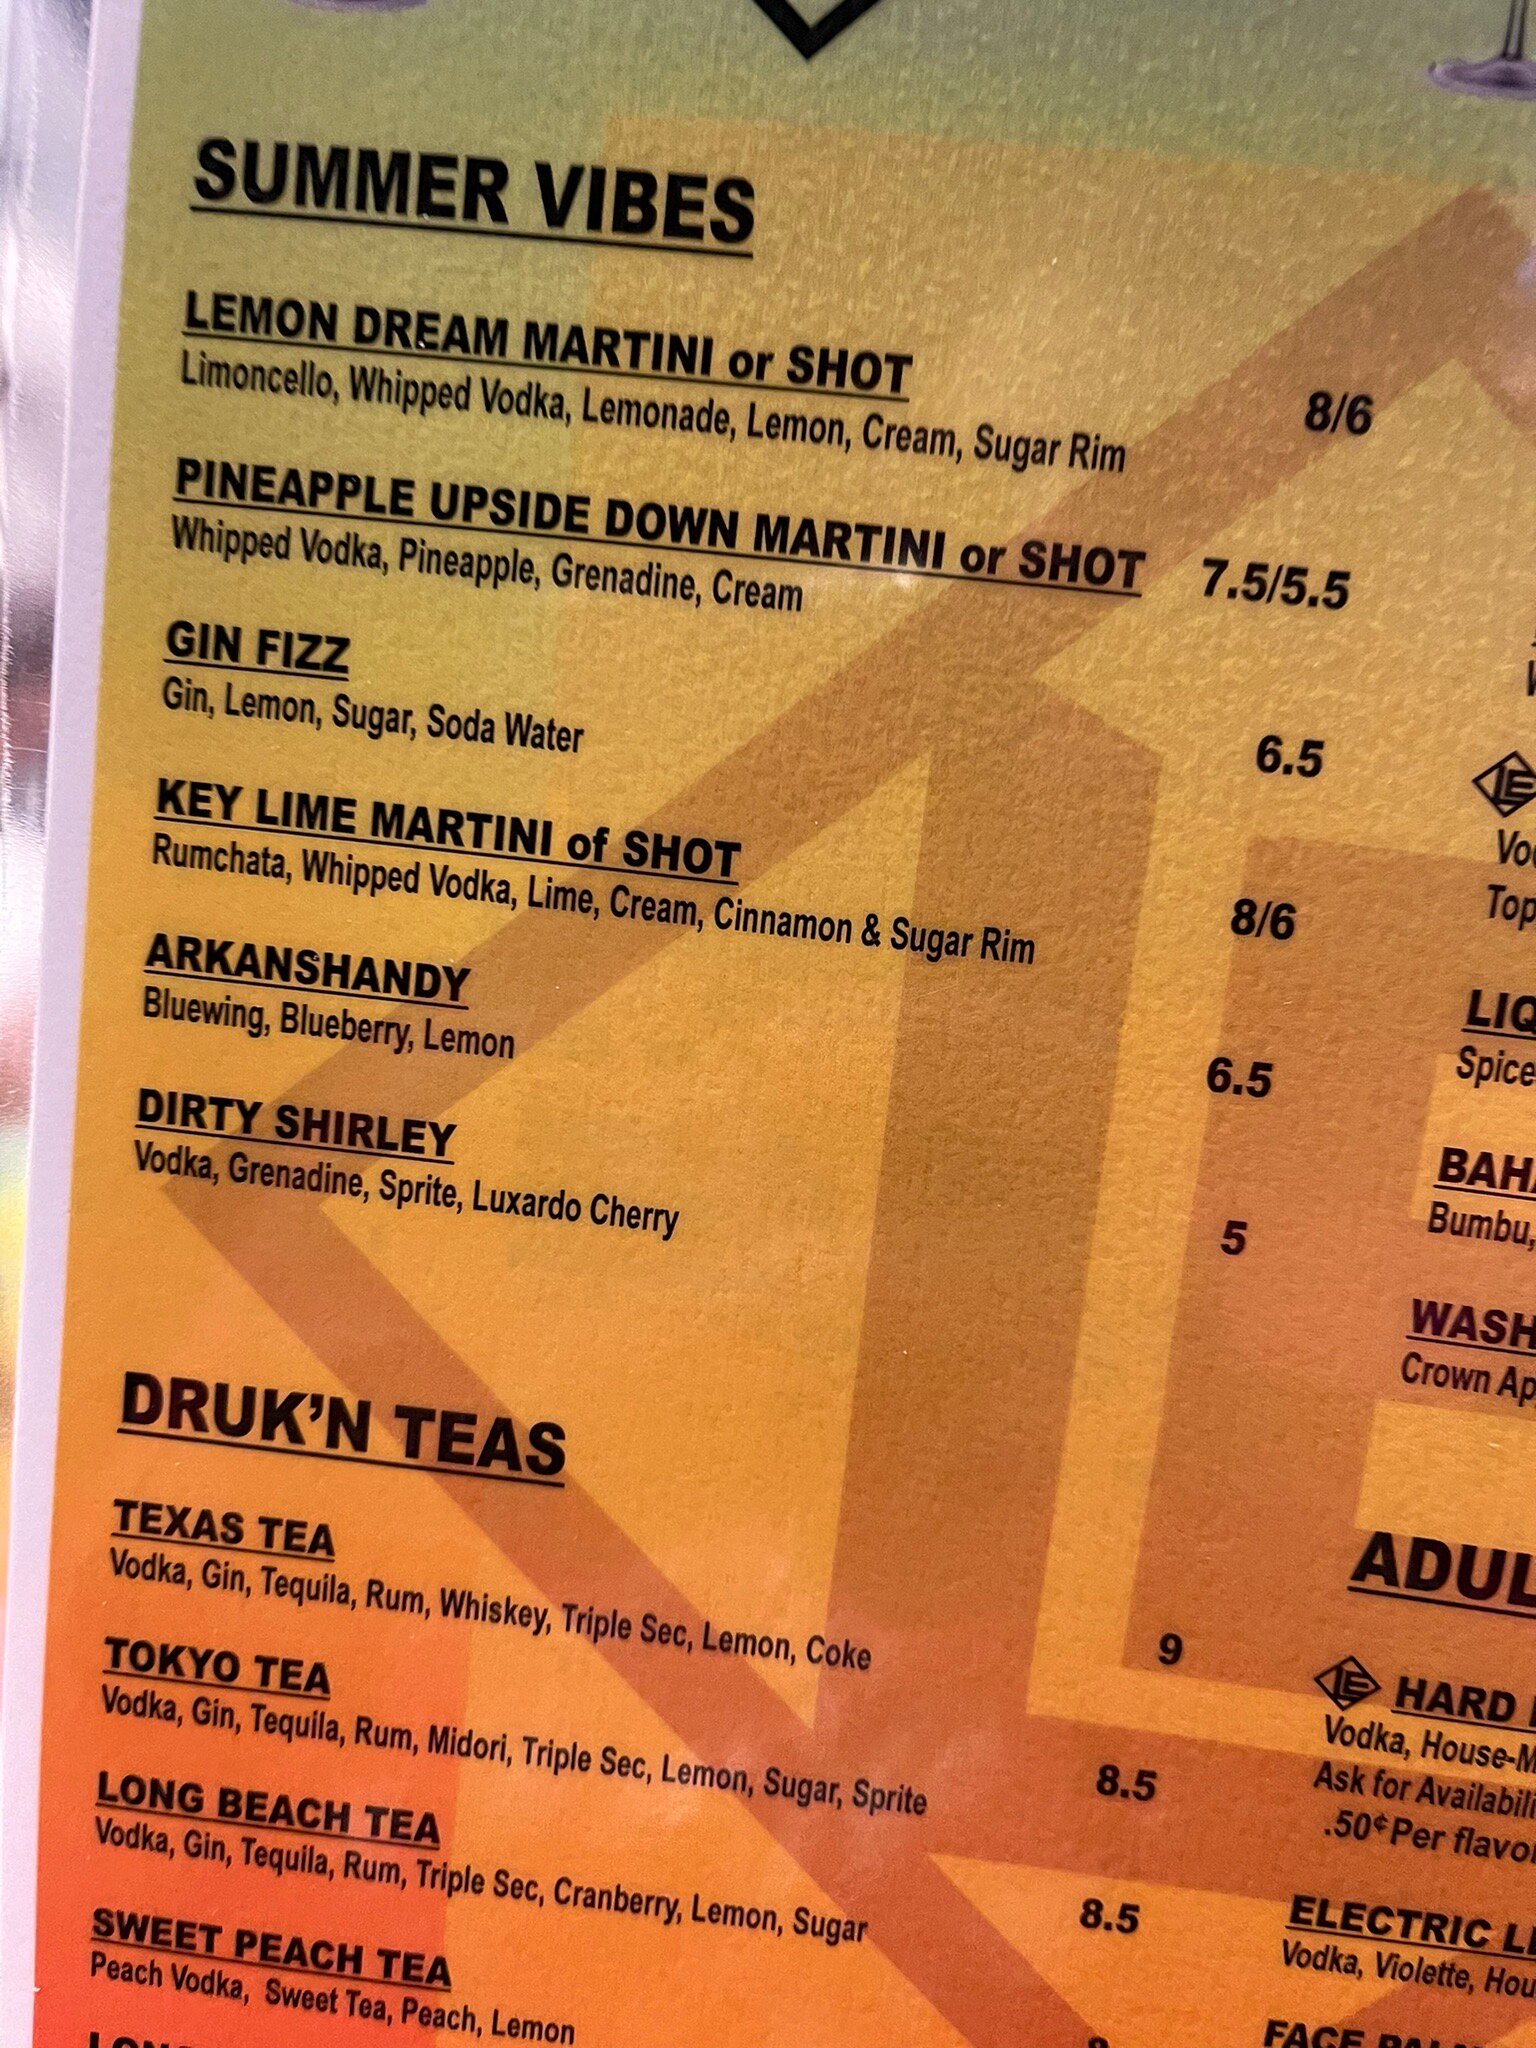 SUMMER VIBES
LEMON DREAM MARTINI or SHOT
Limoncello, Whipped Vodka, Lemonade, Lemon, Cream, Sugar Rim 8/6
PINEAPPLE UPSIDE DOWN MARTINI or SHOT 7.5/5.5
Whipped Vodka, Pineapple, Grenadine, Cream
GIN FIZZ
Gin, Lemon, Sugar, Soda Water 6.5
KEY LIME MARTINI of SHOT
Rumchata, Whipped Vodka, Lime, Cream, Cinnamon & Sugar Rim 8/6
ARKANSHANDY
Bluewing, Blueberry, Lemon 6.5
DIRTY SHIRLEY
Vodka, Grenadine, Sprite, Luxardo Cherry 5
DRUK'N TEAS
TEXAS TEA
Vodka, Gin, Tequila, Rum, Whiskey, Triple Sec, Lemon, Coke 9
TOKYO TEA
Vodka, Gin, Tequila, Rum, Midori, Triple Sec, Lemon, Sugar, Sprite 8.5
LONG BEACH TEA
Vodka, Gin, Tequila, Rum, Triple Sec, Cranberry, Lemon, Sugar 8.5
SWEET PEACH TEA
Peach Vodka, Sweet Tea, Peach, Lemon
LE
Top
Spice
Bumbu,
Crown
LE HARD
Vodka,
Ask for
.50¢ Per
ELECTRIC
Vodka, Violette,
FACE